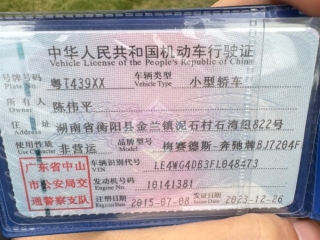 中华人民共和国机动车行驶证
Vehicle License of the People's Republic of China
号牌号码 Plate No. 粤T439XX 车辆类型 Vehicle Type 小型轿车
所有人 Owner 陈伟平
住址 湖南省衡阳县金兰镇泥石村石湾组822号
使用性质 非营运 品牌型号 梅赛德斯-奔驰牌BJ7204F
广东省中山市公安局交通警察支队
车辆识别代号 VIN LE4WG4DB3FL048473
发动机号码 Engine No. 10141381
注册日期 2015-07-08 发证日期 Issue Date 2023-12-26